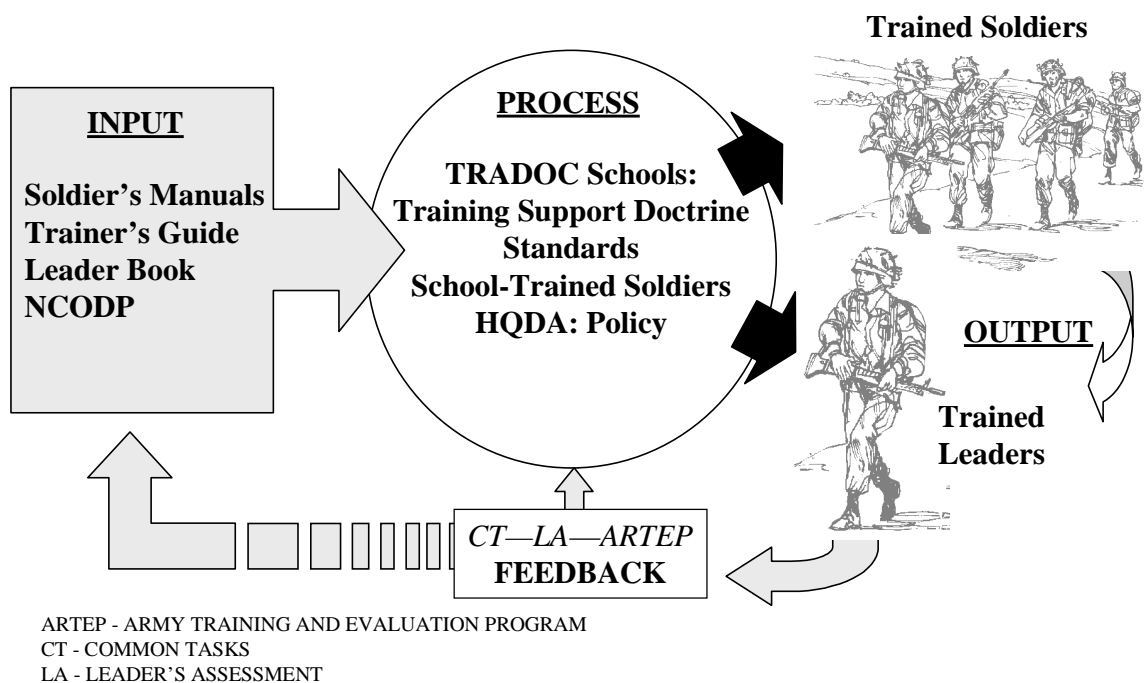 Trained Soldiers
INPUT
Soldier’s Manuals
Trainer’s Guide
Leader Book
NCODP
PROCESS
TRADOC Schools:
Training Support Doctrine
Standards
School-Trained Soldiers
HQDA: Policy
OUTPUT
Trained
Leaders
CT—LA—ARTEP
FEEDBACK
ARTEP - ARMY TRAINING AND EVALUATION PROGRAM
CT - COMMON TASKS
LA - LEADER’S ASSESSMENT